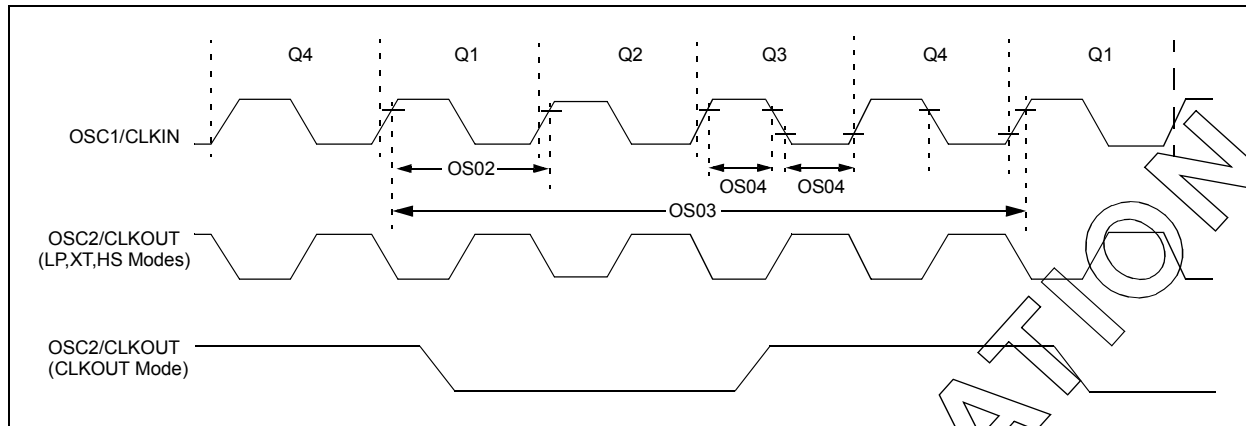 Q4 Q1 Q2 Q3 Q4 Q1
OSC1/CLKIN
OS02
OS04 OS04
OS03
OSC2/CLKOUT
(LP,XT,HS Modes)
OSC2/CLKOUT
(CLKOUT Mode)
ATION